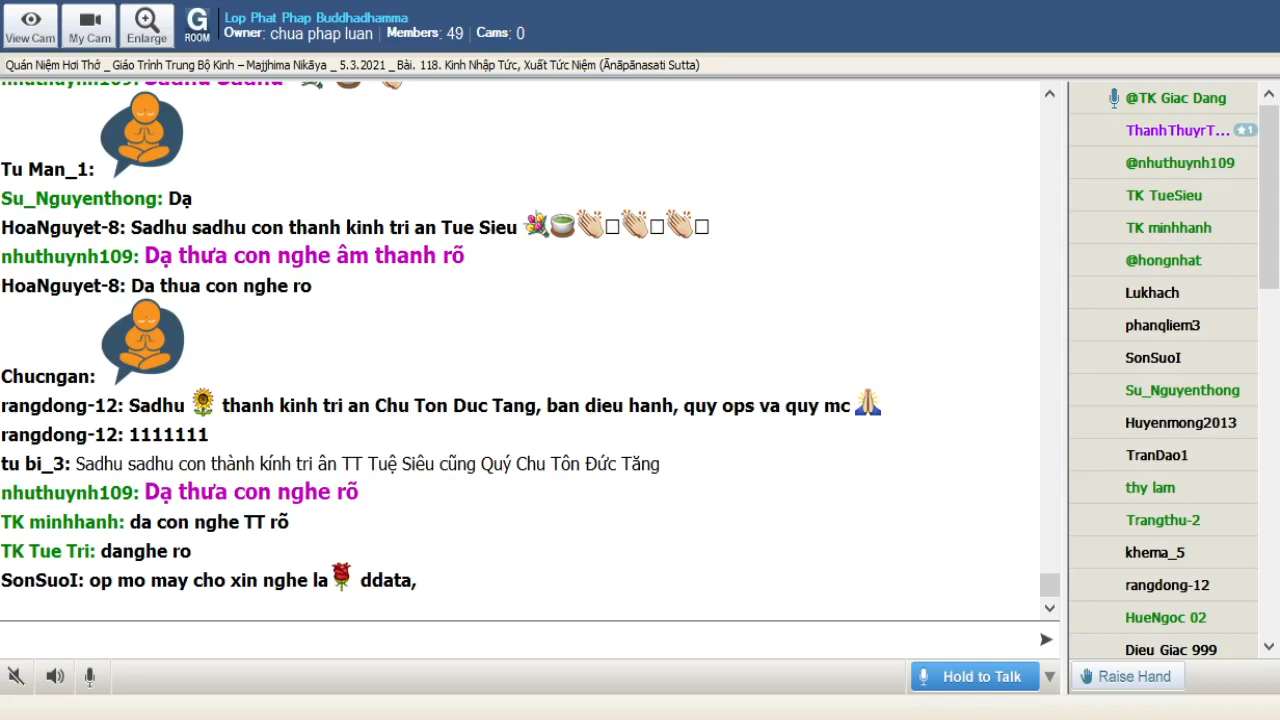 View Cam
My Cam
Enlarge
G ROOM
Lop Phat Phap Buddhadhamma
Owner: chua phap luan | Members: 49 | Cams: 0
Quán Niệm Hơi Thở _ Giáo Trình Trung Bộ Kinh – Majjhima Nikāya _ 5.3.2021 _ Bài. 118. Kinh Nhập Tức, Xuất Tức Niệm (Ānāpānasati Sutta)
nhuthuynh109: Sadhu Sadhu
Tu Man_1:
Su_Nguyenthong: Dạ
HoaNguyet-8: Sadhu sadhu con thanh kinh tri an Tue Sieu
nhuthuynh109: Dạ thưa con nghe âm thanh rõ
HoaNguyet-8: Da thua con nghe ro
Chucngan:
rangdong-12: Sadhu thanh kinh tri an Chu Ton Duc Tang, ban dieu hanh, quy ops va quy mc
rangdong-12: 1111111
tu bi_3: Sadhu sadhu con thành kính tri ân TT Tuệ Siêu cũng Quý Chu Tôn Đức Tăng
nhuthuynh109: Dạ thưa con nghe rõ
TK minhhanh: da con nghe TT rõ
TK Tue Tri: danghe ro
SonSuoI: op mo may cho xin nghe la ddata,
@TK Giac Dang
ThanhThuyrT... 1
@nhuthuynh109
TK TueSieu
TK minhhanh
@hongnhat
Lukhach
phanqliem3
SonSuoI
Su_Nguyenthong
Huyenmong2013
TranDao1
thy lam
Trangthu-2
khema_5
rangdong-12
HueNgoc 02
Dieu Giac 999
Hold to Talk
Raise Hand